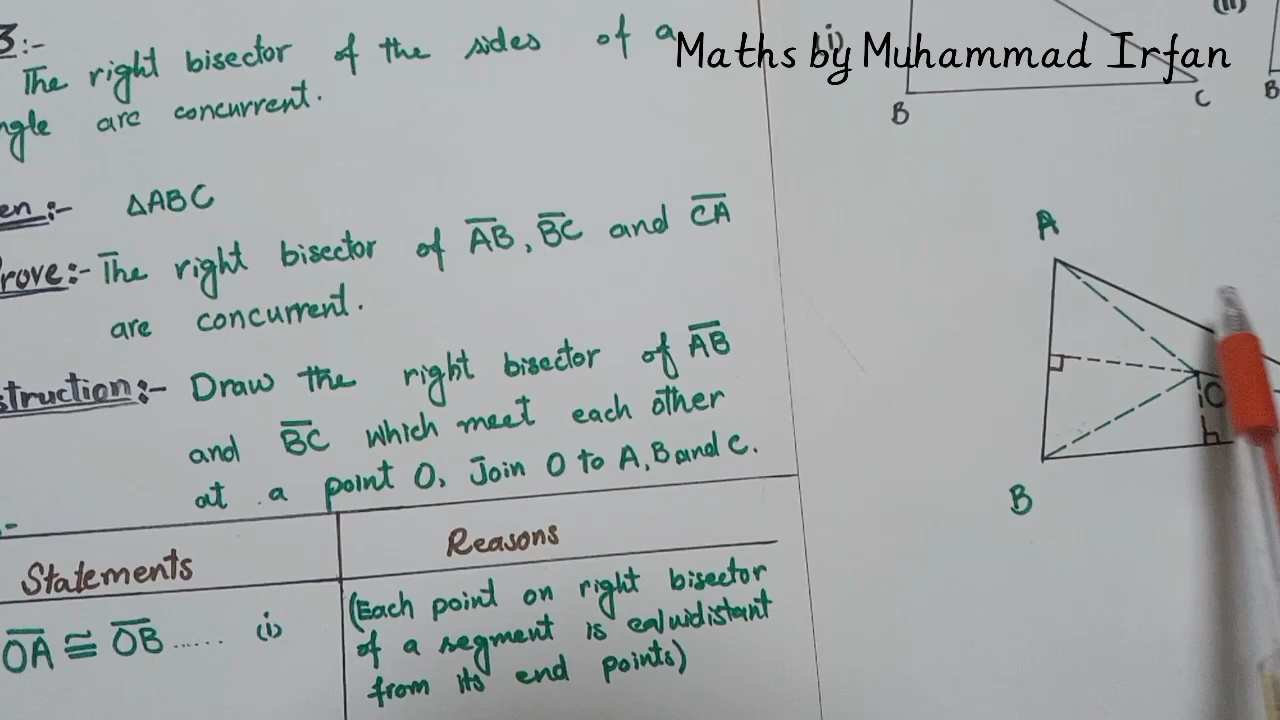 3:-
The right bisector of the sides of a
ngle are concurrent.
en:- ΔABC
rove:- The right bisector of AB, BC and CA
are concurrent.
struction:- Draw the right bisector of AB
and BC which meet each other
at a point O. Join O to A, B and C.
:-
Statements
Reasons
OA ≅ OB ...... (i)
(Each point on right bisector
of a segment is eqluidistant
from its end points)
Maths by Muhammad Irfan
(i)
(ii)
B
C
B
A
O
B